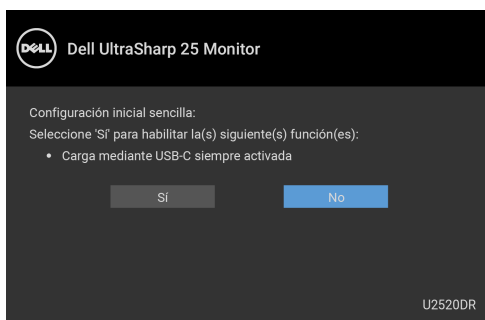 DELL Dell UltraSharp 25 Monitor
Configuración inicial sencilla:
Seleccione 'Sí' para habilitar la(s) siguiente(s) función(es):
• Carga mediante USB-C siempre activada
Sí No
U2520DR